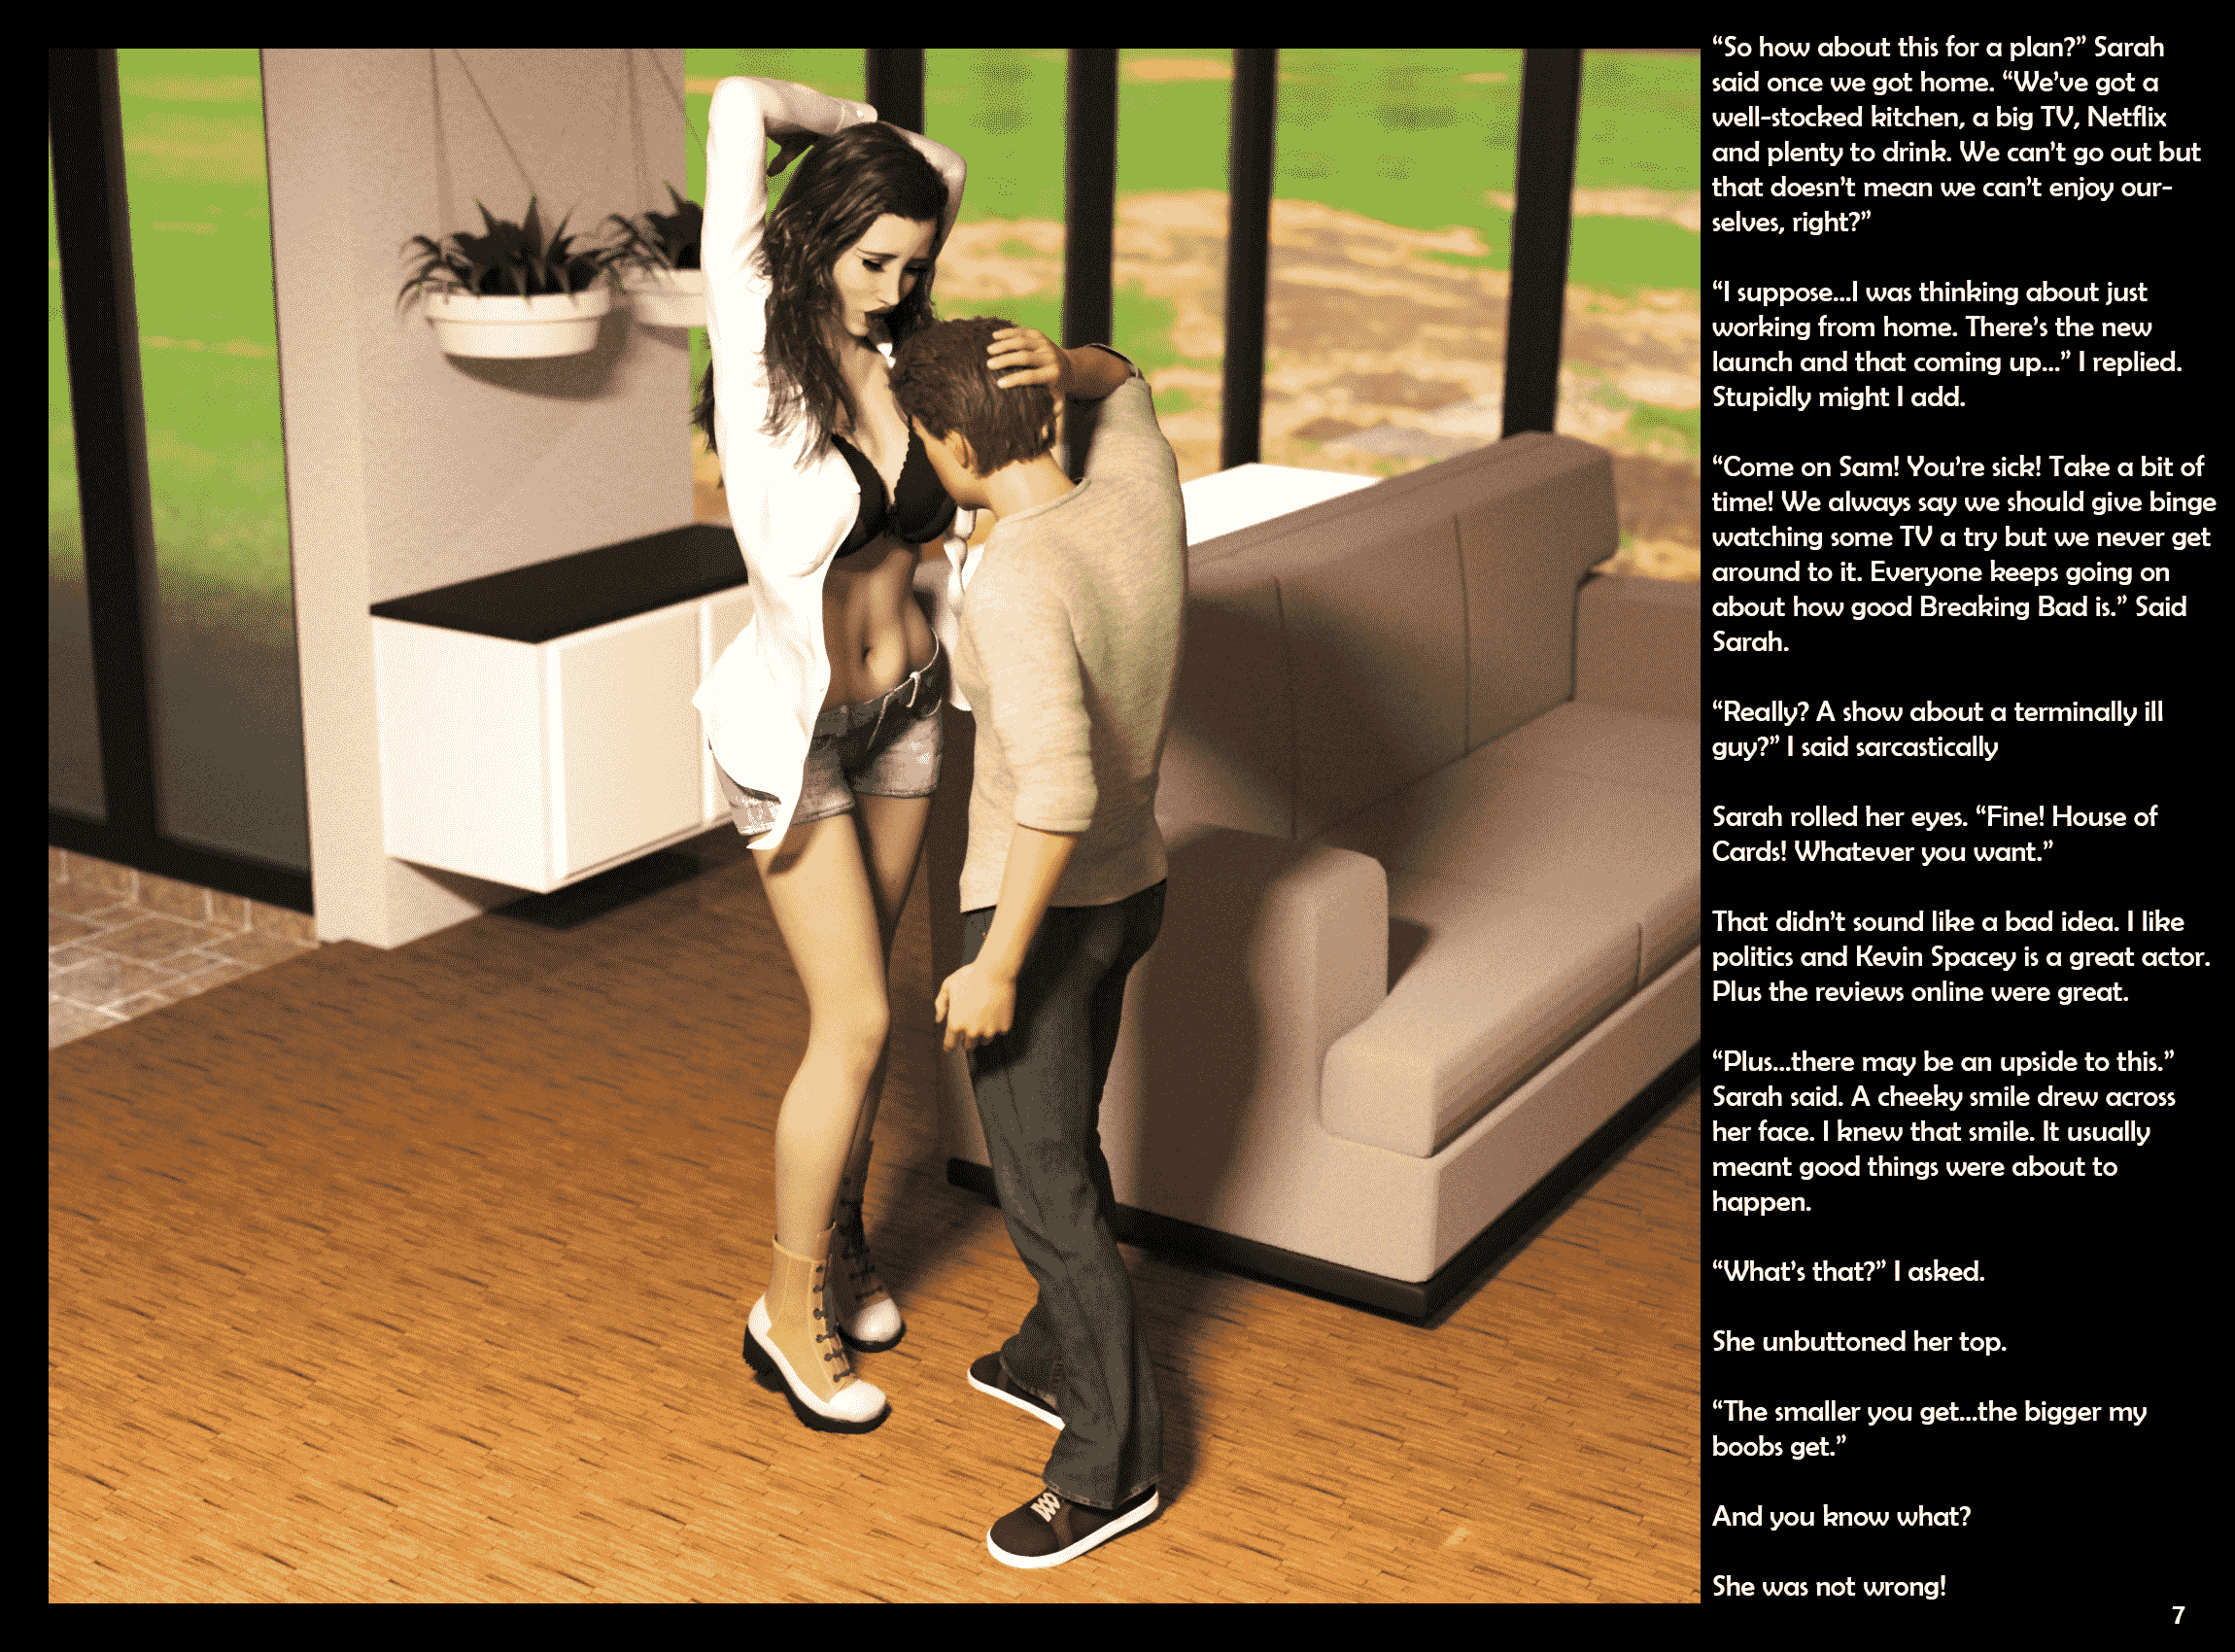 “So how about this for a plan?” Sarah
said once we got home. “We’ve got a
well-stocked kitchen, a big TV, Netflix
and plenty to drink. We can’t go out but
that doesn’t mean we can’t enjoy our-
selves, right?”
“I suppose...I was thinking about just
working from home. There’s the new
launch and that coming up...” I replied.
Stupidly might I add.
“Come on Sam! You’re sick! Take a bit of
time! We always say we should give binge
watching some TV a try but we never get
around to it. Everyone keeps going on
about how good Breaking Bad is.” Said
Sarah.
“Really? A show about a terminally ill
guy?” I said sarcastically
Sarah rolled her eyes. “Fine! House of
Cards! Whatever you want.”
That didn’t sound like a bad idea. I like
politics and Kevin Spacey is a great actor.
Plus the reviews online were great.
“Plus...there may be an upside to this.”
Sarah said. A cheeky smile drew across
her face. I knew that smile. It usually
meant good things were about to
happen.
“What’s that?” I asked.
She unbuttoned her top.
“The smaller you get...the bigger my
boobs get.”
And you know what?
She was not wrong!
7